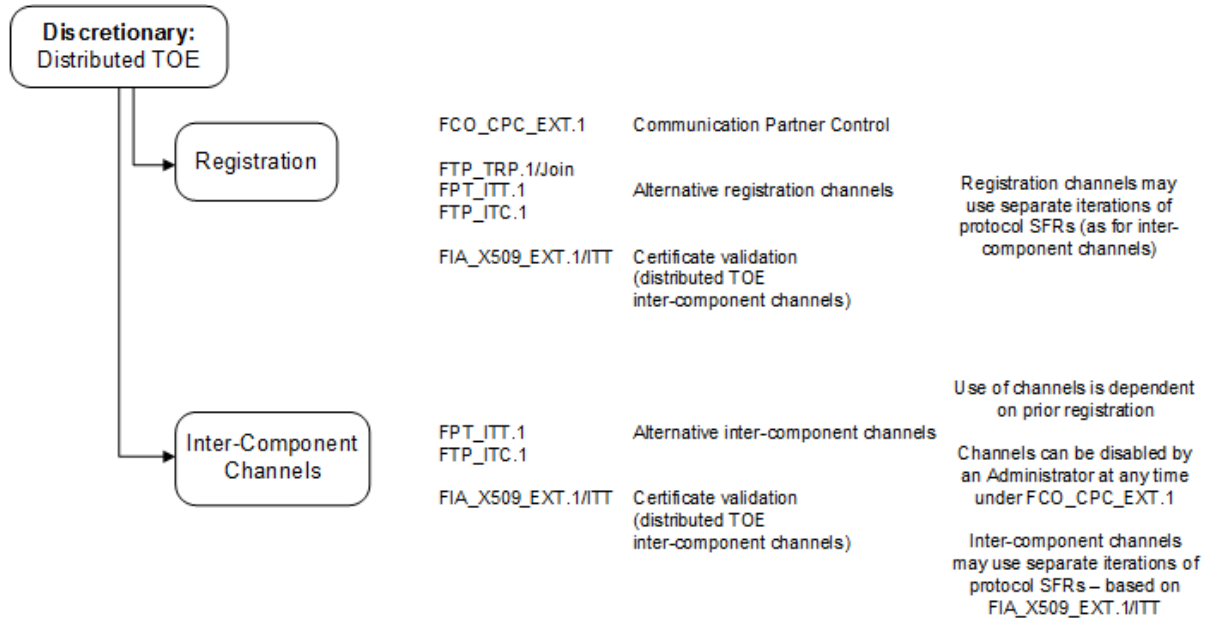 Discretionary:
Distributed TOE
Registration
FCO_CPC_EXT.1 Communication Partner Control
FTP_TRP.1/Join
FPT_ITT.1 Alternative registration channels
FTP_ITC.1
FIA_X509_EXT.1/ITT Certificate validation
(distributed TOE
inter-component channels)
Registration channels may
use separate iterations of
protocol SFRs (as for inter-
component channels)
Inter-Component
Channels
FPT_ITT.1 Alternative inter-component channels
FTP_ITC.1
FIA_X509_EXT.1/ITT Certificate validation
(distributed TOE
inter-component channels)
Use of channels is dependent
on prior registration
Channels can be disabled by
an Administrator at any time
under FCO_CPC_EXT.1
Inter-component channels
may use separate iterations of
protocol SFRs – based on
FIA_X509_EXT.1/ITT